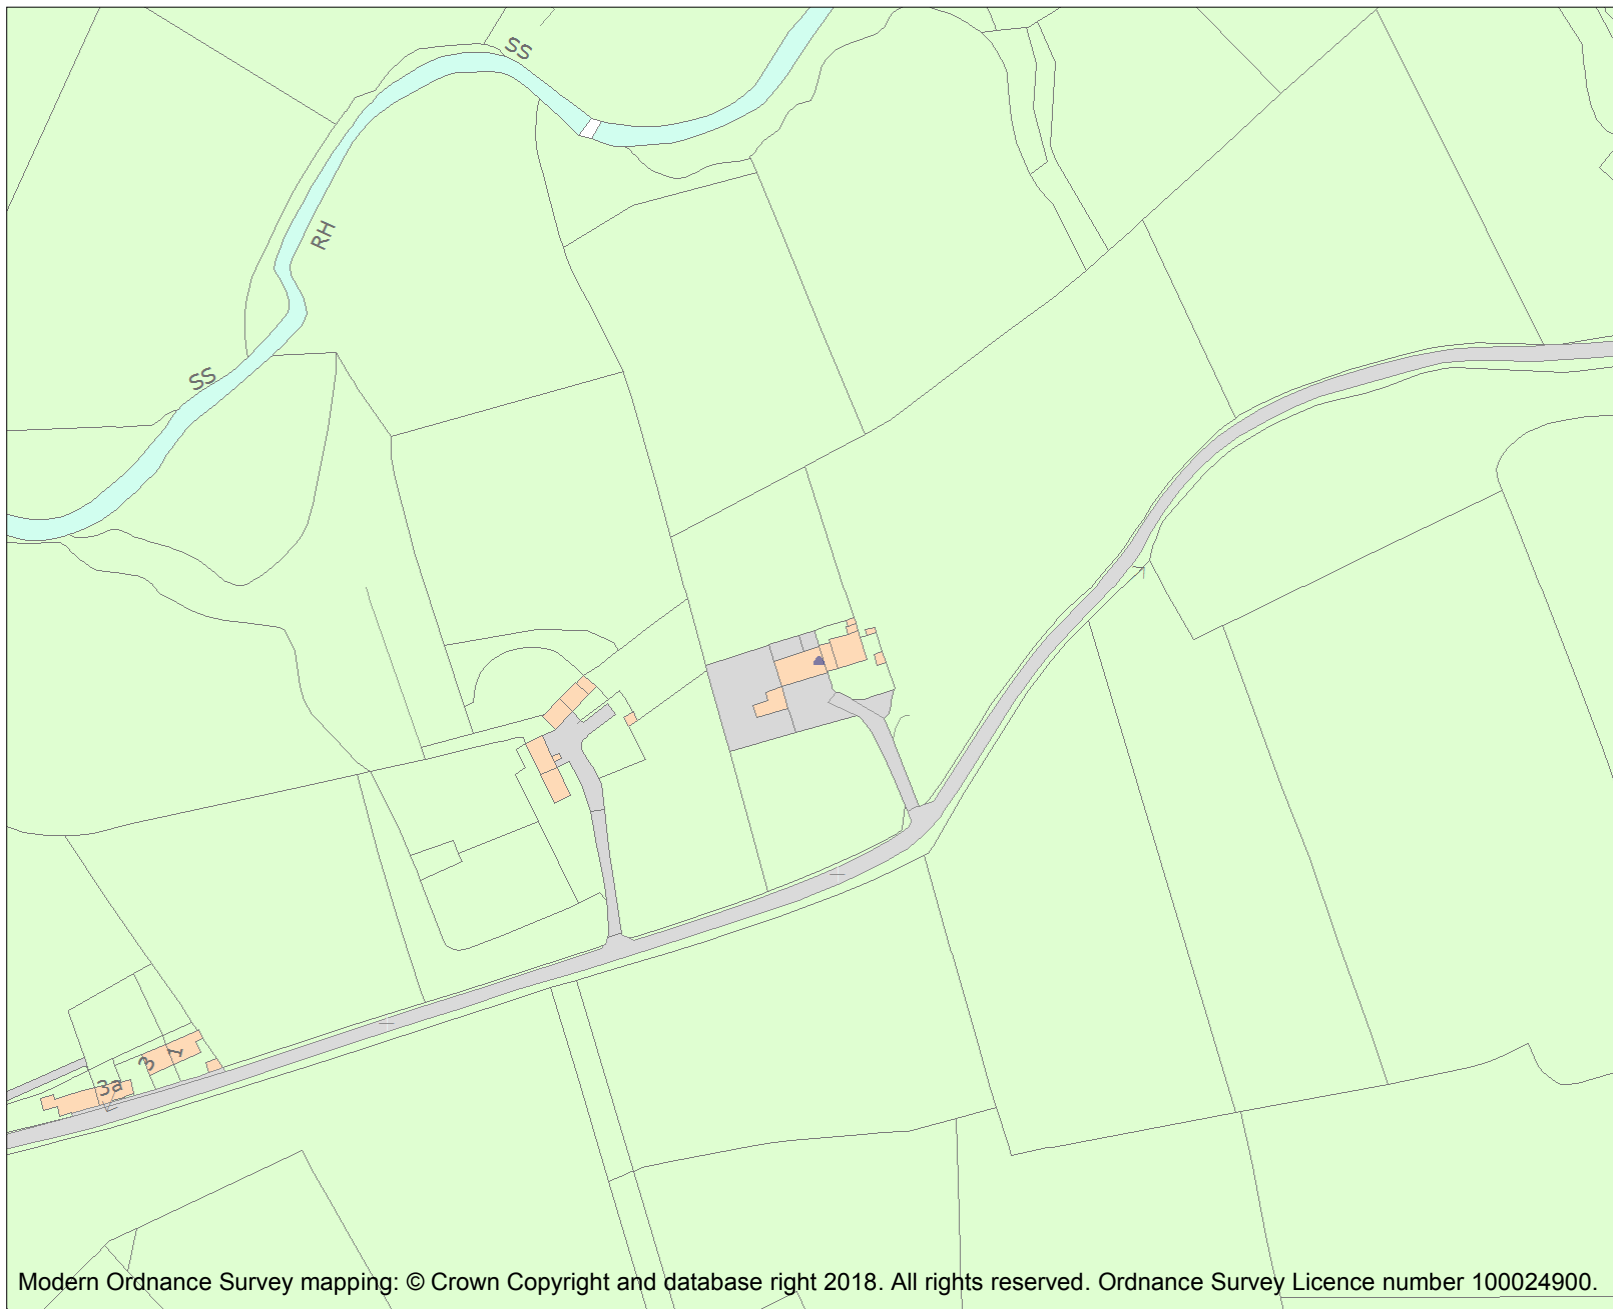 SS
RH
SS
3
1
3a
Modern Ordnance Survey mapping: © Crown Copyright and database right 2018. All rights reserved. Ordnance Survey Licence number 100024900.